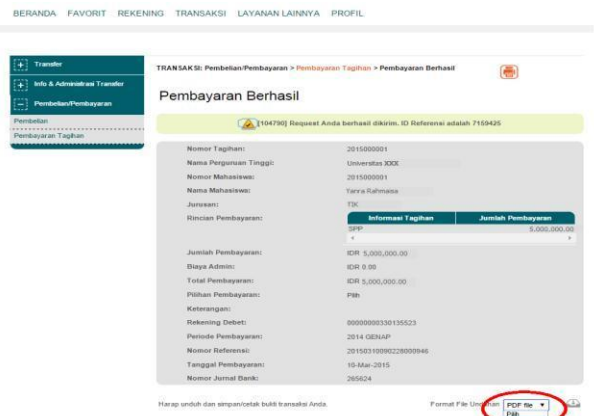 BERANDA FAVORIT REKENING TRANSAKSI LAYANAN LAINNYA PROFIL
Transfer
Info & Administrasi Transfer
Pembelian/Pembayaran
Pembelian
Pembayaran Tagihan
TRANSAKSI: Pembelian/Pembayaran > Pembayaran Tagihan > Pembayaran Berhasil
Pembayaran Berhasil
[104790] Request Anda berhasil dikirim. ID Referensi adalah 7159425
Nomor Tagihan: 2015000001
Nama Perguruan Tinggi: Universitas XXX
Nomor Mahasiswa: 2015000001
Nama Mahasiswa: Yanra Rahmaisa
Jurusan: TIK
Rincian Pembayaran: Informasi Tagihan Jumlah Pembayaran
SPP 5,000,000.00
Jumlah Pembayaran: IDR 5,000,000.00
Biaya Admin: IDR 0.00
Total Pembayaran: IDR 5,000,000.00
Pilihan Pembayaran: Pilih
Keterangan:
Rekening Debet: 00000000330135523
Periode Pembayaran: 2014 GENAP
Nomor Referensi: 20150310090228000946
Tanggal Pembayaran: 10-Mar-2015
Nomor Jurnal Bank: 285624
Harap unduh dan simpan/cetak bukti transaksi Anda. Format File Unduhan PDF file
Pilih